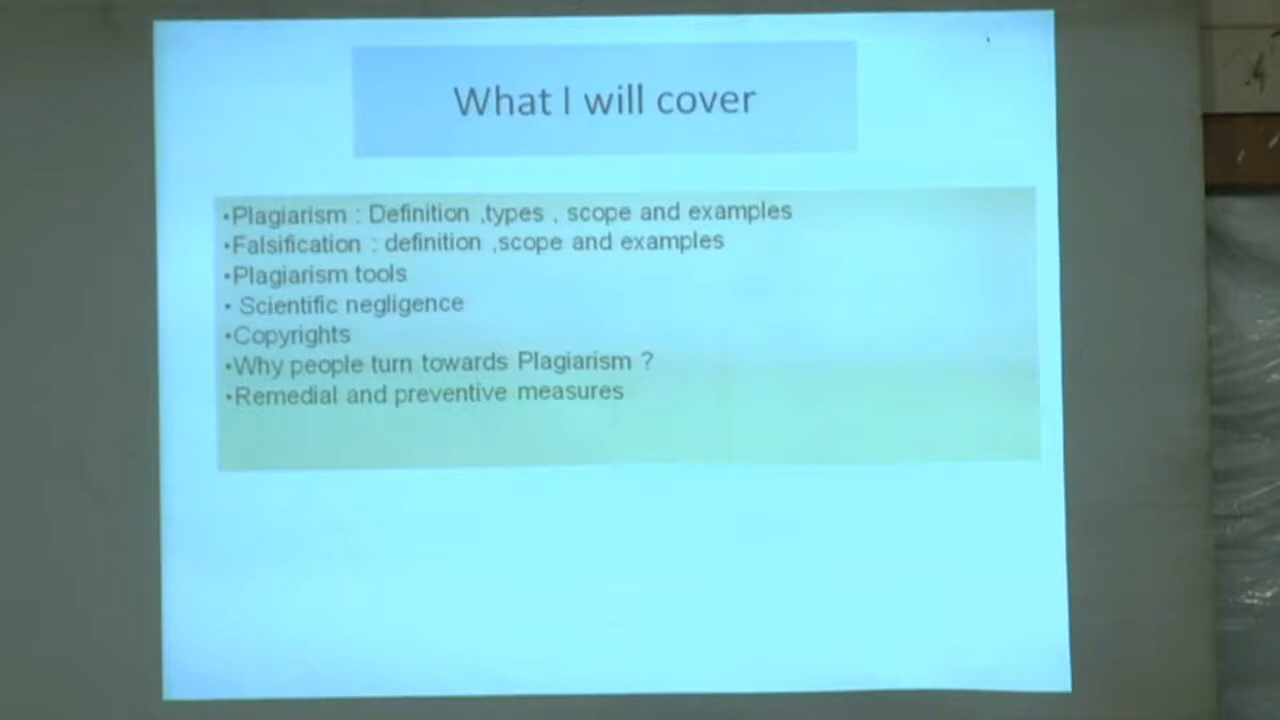 What I will cover
•Plagiarism : Definition ,types , scope and examples
•Falsification : definition ,scope and examples
•Plagiarism tools
• Scientific negligence
•Copyrights
•Why people turn towards Plagiarism ?
•Remedial and preventive measures